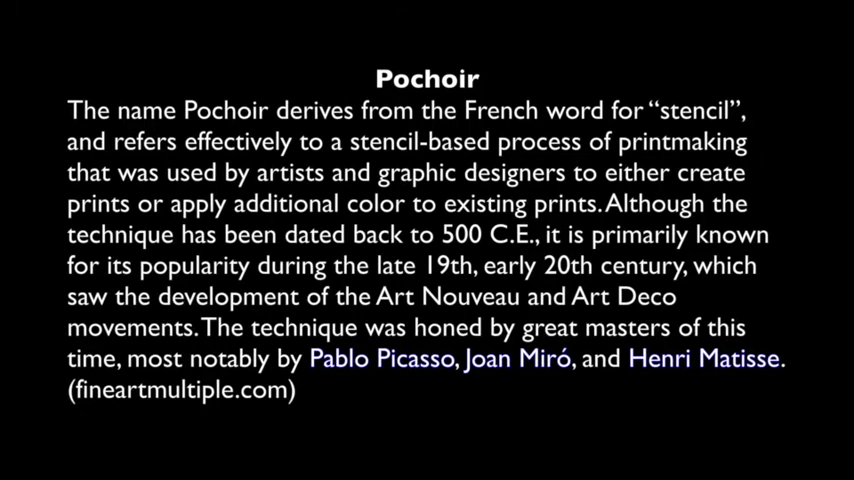 Pochoir
The name Pochoir derives from the French word for “stencil”,
and refers effectively to a stencil-based process of printmaking
that was used by artists and graphic designers to either create
prints or apply additional color to existing prints. Although the
technique has been dated back to 500 C.E., it is primarily known
for its popularity during the late 19th, early 20th century, which
saw the development of the Art Nouveau and Art Deco
movements. The technique was honed by great masters of this
time, most notably by Pablo Picasso, Joan Miró, and Henri Matisse.
(fineartmultiple.com)